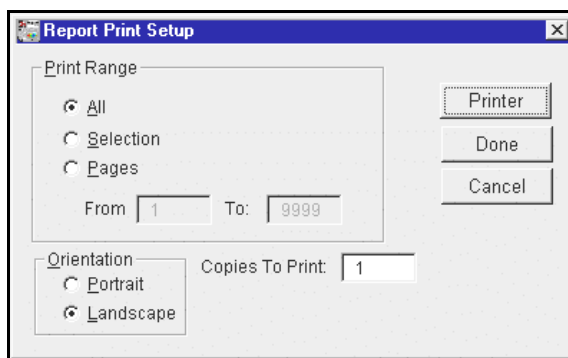 Report Print Setup
Print Range
All
Selection
Pages
From 1 To: 9999
Printer
Done
Cancel
Orientation
Portrait
Landscape
Copies To Print: 1